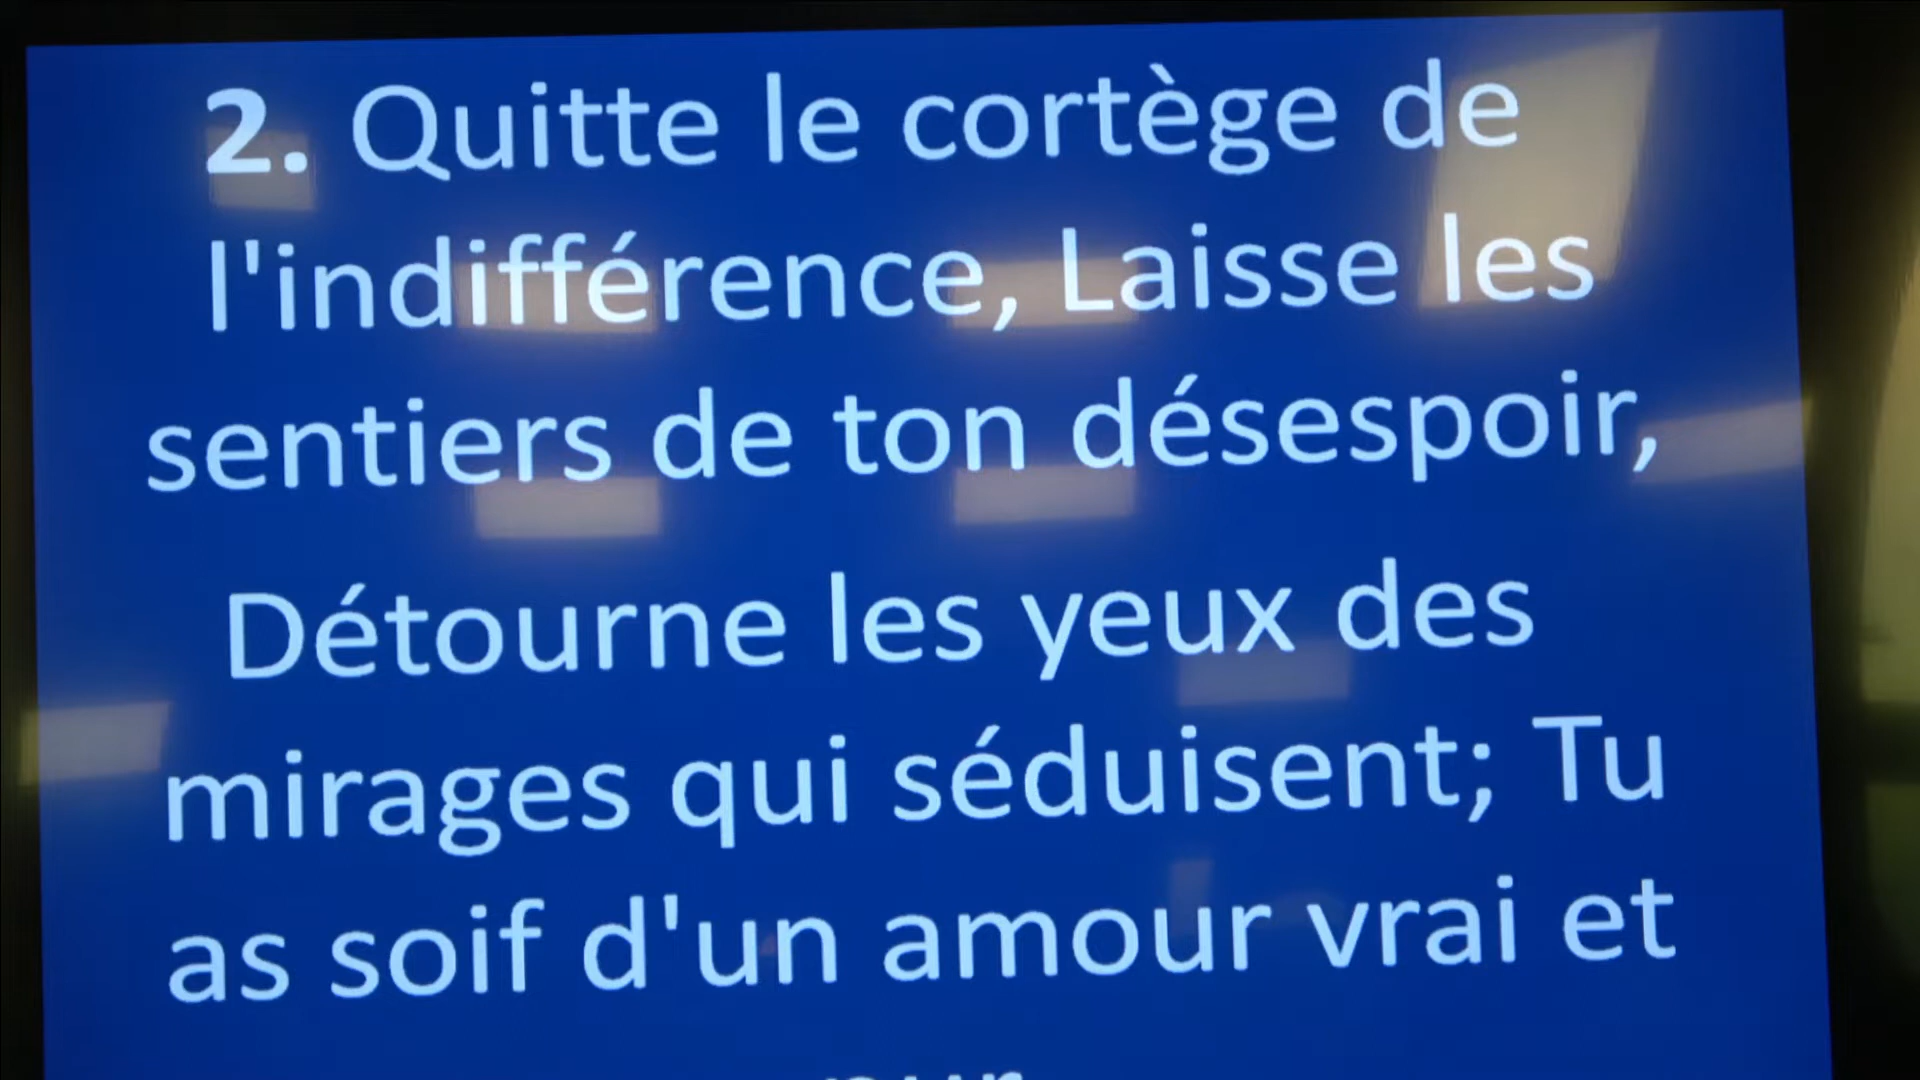 2. Quitte le cortège de
l'indifférence, Laisse les
sentiers de ton désespoir,
Détourne les yeux des
mirages qui séduisent; Tu
as soif d'un amour vrai et